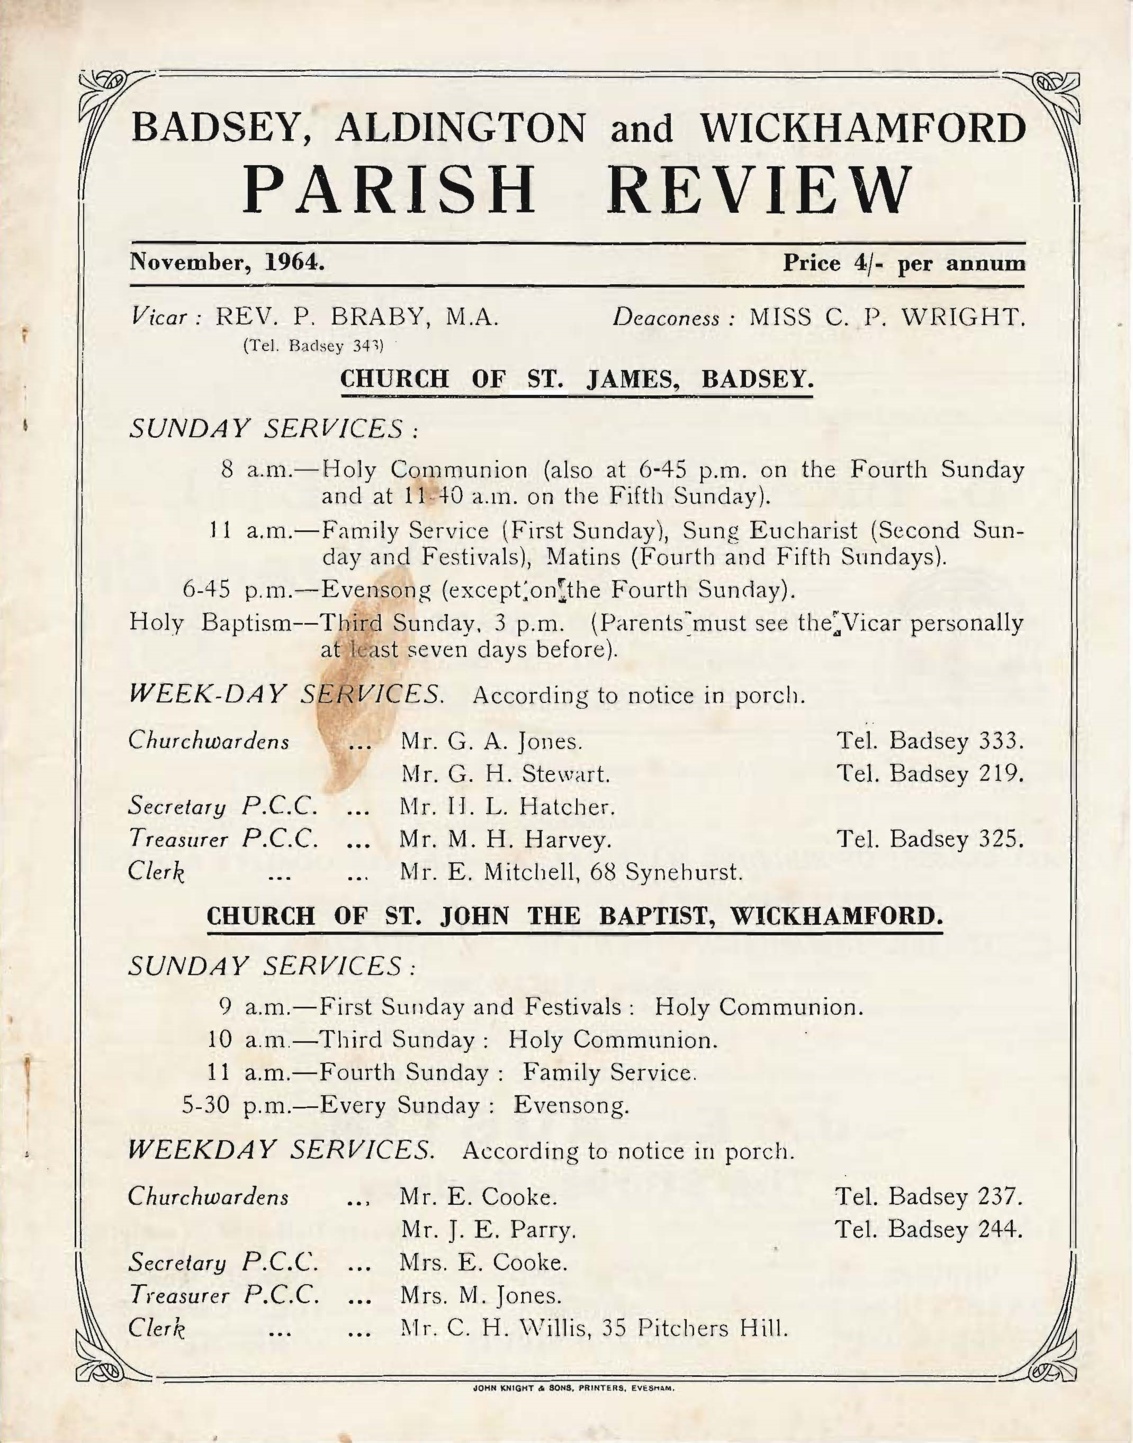 BADSEY, ALDINGTON and WICKHAMFORD
PARISH REVIEW
November, 1964. Price 4/- per annum
Vicar : REV. P. BRABY, M.A. Deaconess : MISS C. P. WRIGHT.
(Tel. Badsey 343)
CHURCH OF ST. JAMES, BADSEY.
SUNDAY SERVICES :
8 a.m.—Holy Communion (also at 6-45 p.m. on the Fourth Sunday
and at 11-40 a.m. on the Fifth Sunday).
11 a.m.—Family Service (First Sunday), Sung Eucharist (Second Sun-
day and Festivals), Matins (Fourth and Fifth Sundays).
6-45 p.m.—Evensong (except on the Fourth Sunday).
Holy Baptism—Third Sunday, 3 p.m. (Parents must see the Vicar personally
at least seven days before).
WEEK-DAY SERVICES. According to notice in porch.
Churchwardens ... Mr. G. A. Jones. Tel. Badsey 333.
Mr. G. H. Stewart. Tel. Badsey 219.
Secretary P.C.C. ... Mr. H. L. Hatcher.
Treasurer P.C.C. ... Mr. M. H. Harvey. Tel. Badsey 325.
Clerk ... ... Mr. E. Mitchell, 68 Synehurst.
CHURCH OF ST. JOHN THE BAPTIST, WICKHAMFORD.
SUNDAY SERVICES :
9 a.m.—First Sunday and Festivals : Holy Communion.
10 a.m.—Third Sunday : Holy Communion.
11 a.m.—Fourth Sunday : Family Service.
5-30 p.m.—Every Sunday : Evensong.
WEEKDAY SERVICES. According to notice in porch.
Churchwardens ... Mr. E. Cooke. Tel. Badsey 237.
Mr. J. E. Parry. Tel. Badsey 244.
Secretary P.C.C. ... Mrs. E. Cooke.
Treasurer P.C.C. ... Mrs. M. Jones.
Clerk ... ... Mr. C. H. Willis, 35 Pitchers Hill.
JOHN KNIGHT & SONS, PRINTERS, EVESHAM.